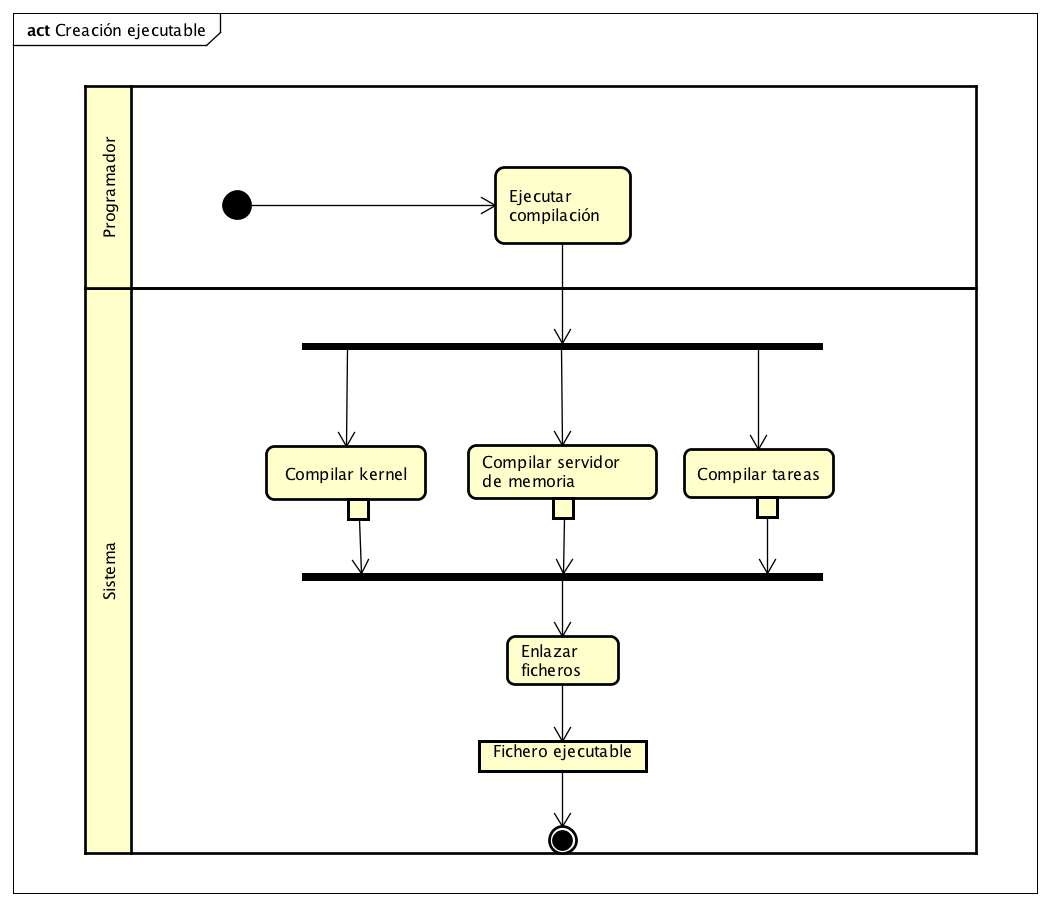 act Creación ejecutable
Programador
Ejecutar
compilación
Sistema
Compilar kernel
Compilar servidor
de memoria
Compilar tareas
Enlazar
ficheros
Fichero ejecutable